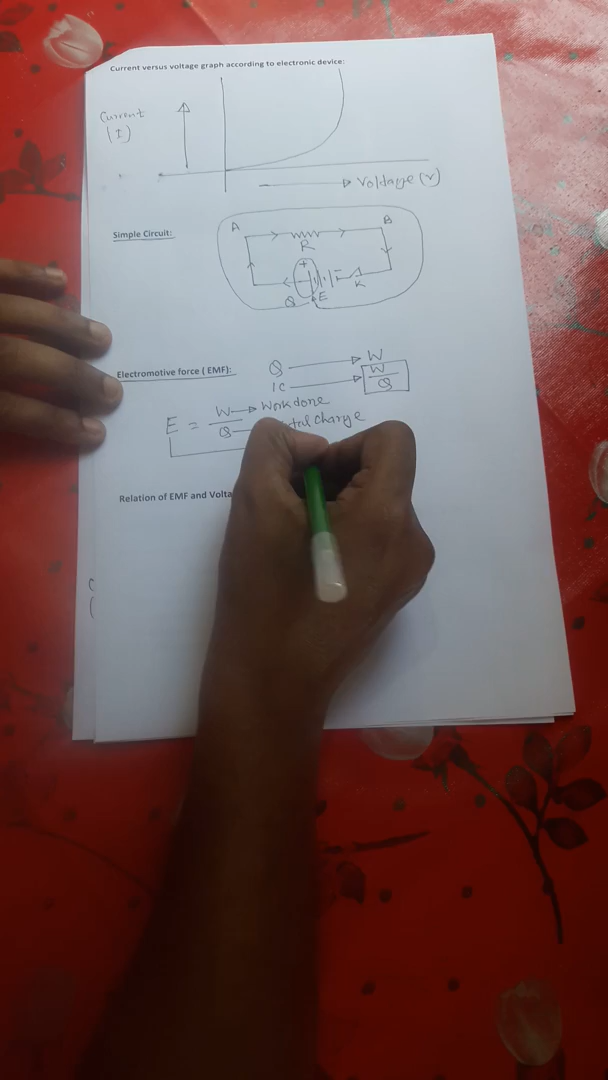 Current versus voltage graph according to electronic device:
Current
(I)
Voltage (V)
Simple Circuit:
A
B
R
+
K
Q
E
Electromotive force ( EMF):
Q W
1C W/Q
E = W/Q
Work done
charge
Relation of EMF and